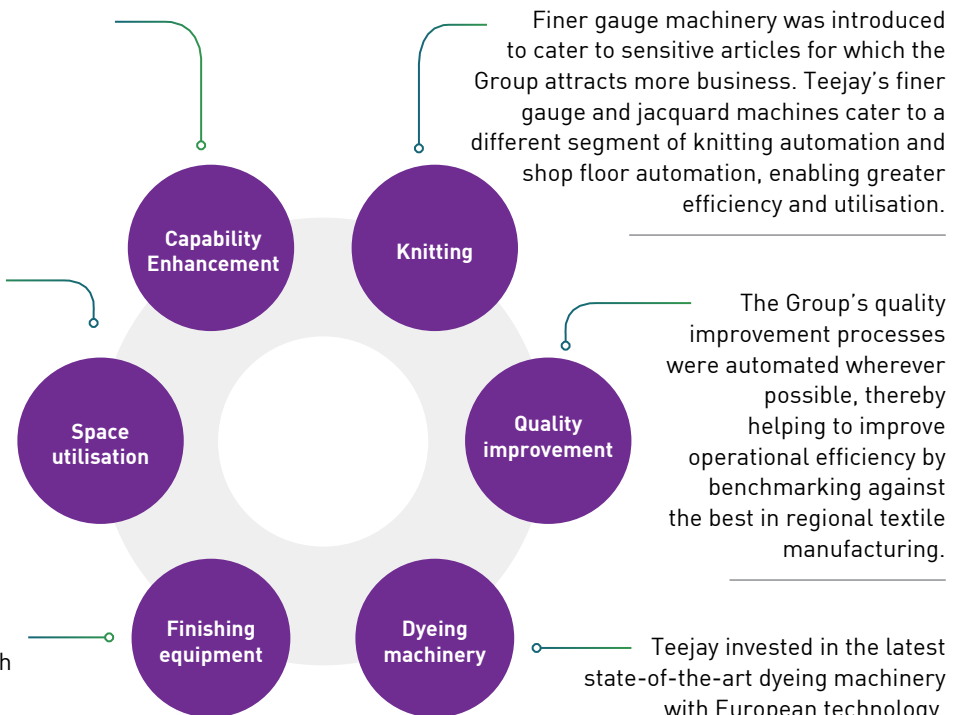 Finer gauge machinery was introduced
to cater to sensitive articles for which the
Group attracts more business. Teejay’s finer
gauge and jacquard machines cater to a
different segment of knitting automation and
shop floor automation, enabling greater
efficiency and utilisation.
Capability
Enhancement
Knitting
The Group’s quality
improvement processes
were automated wherever
possible, thereby
helping to improve
operational efficiency by
benchmarking against
the best in regional textile
manufacturing.
Space
utilisation
Quality
improvement
Finishing
equipment
Dyeing
machinery
Teejay invested in the latest
state-of-the-art dyeing machinery
with European technology,